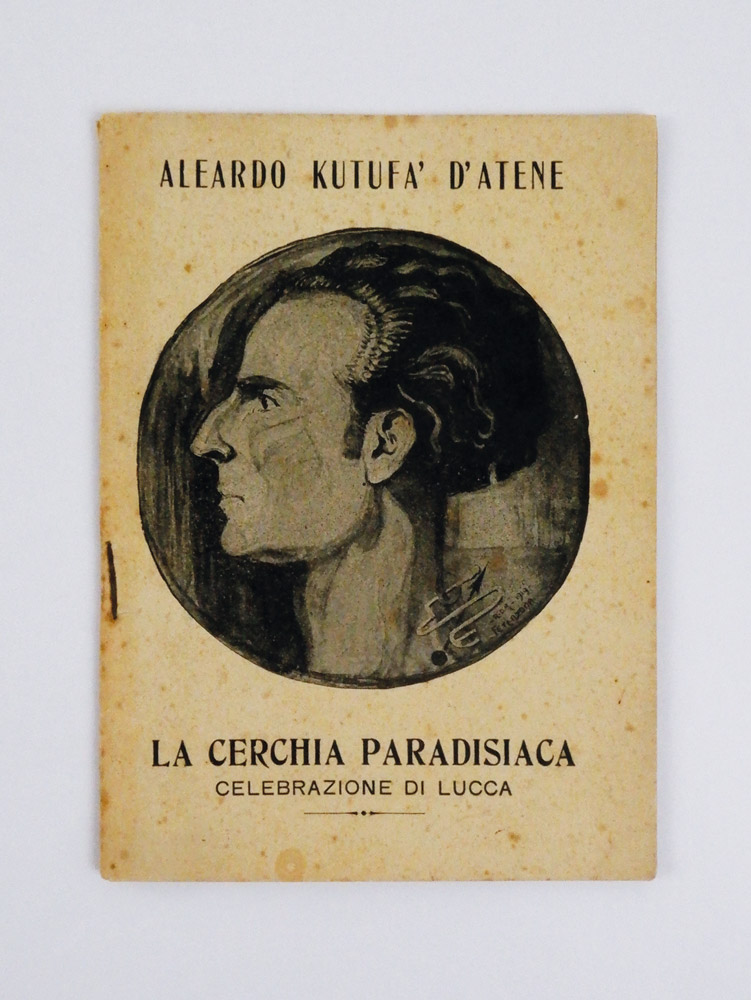 ALEARDO KUTUFA' D'ATENE
LA CERCHIA PARADISIACA
CELEBRAZIONE DI LUCCA